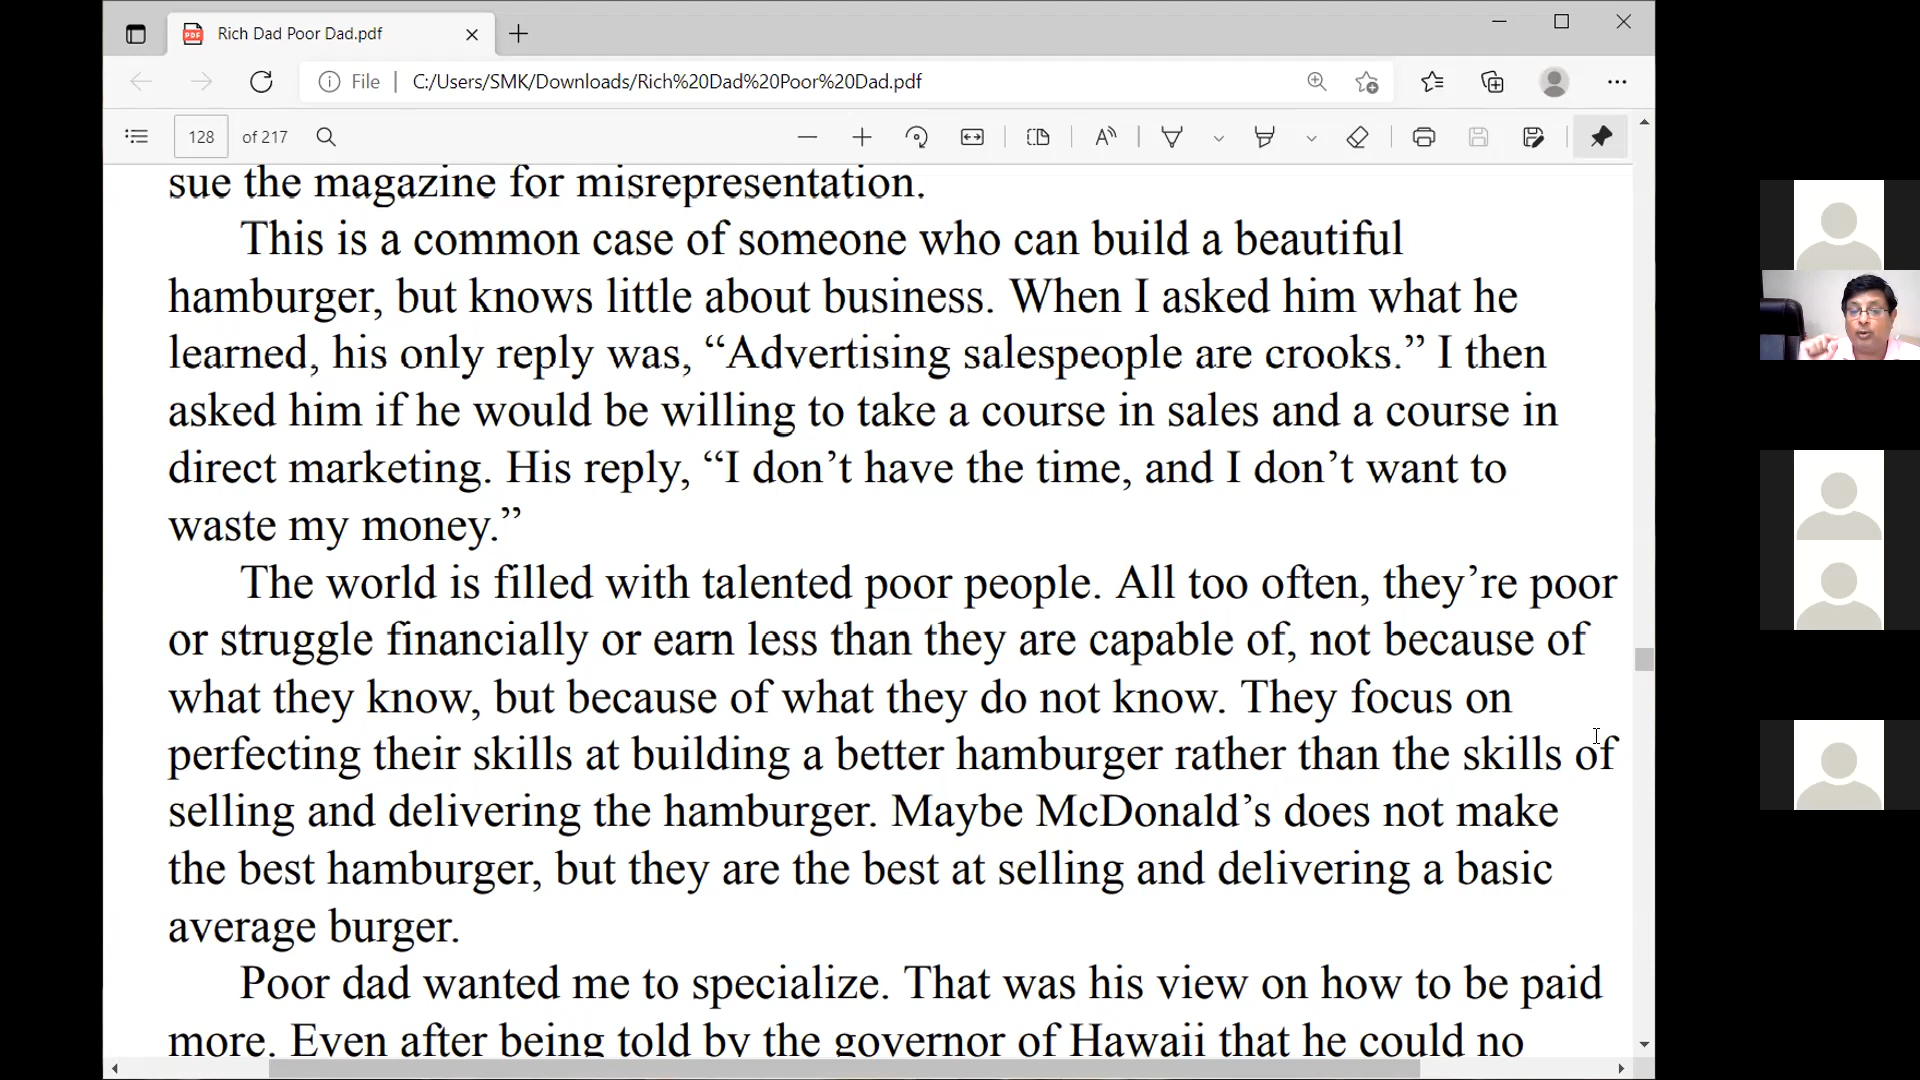 Rich Dad Poor Dad.pdf
File
C:/Users/SMK/Downloads/Rich%20Dad%20Poor%20Dad.pdf
128 of 217
sue the magazine for misrepresentation.
This is a common case of someone who can build a beautiful
hamburger, but knows little about business. When I asked him what he
learned, his only reply was, “Advertising salespeople are crooks.” I then
asked him if he would be willing to take a course in sales and a course in
direct marketing. His reply, “I don’t have the time, and I don’t want to
waste my money.”
The world is filled with talented poor people. All too often, they’re poor
or struggle financially or earn less than they are capable of, not because of
what they know, but because of what they do not know. They focus on
perfecting their skills at building a better hamburger rather than the skills of
selling and delivering the hamburger. Maybe McDonald’s does not make
the best hamburger, but they are the best at selling and delivering a basic
average burger.
Poor dad wanted me to specialize. That was his view on how to be paid
more. Even after being told by the governor of Hawaii that he could no